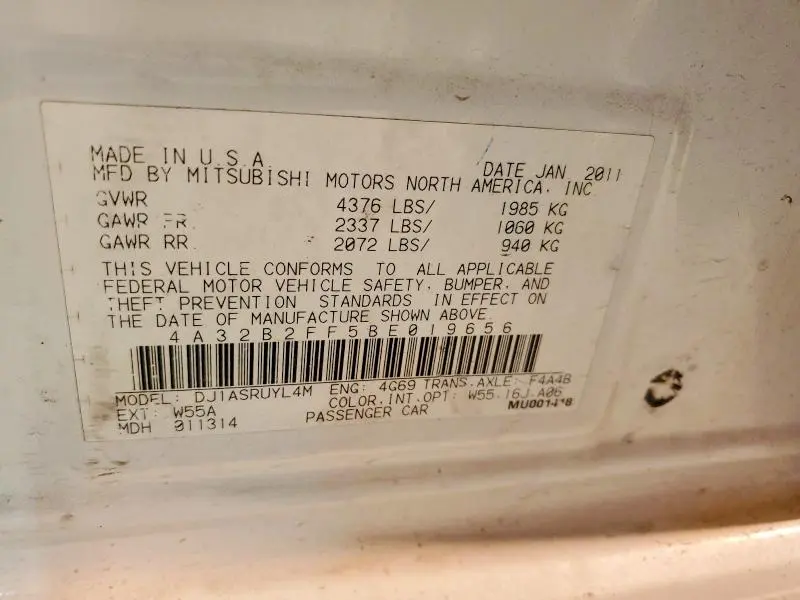 MADE IN U.S.A. DATE JAN 2011
MFD BY MITSUBISHI MOTORS NORTH AMERICA, INC.
GVWR 4376 LBS/ 1985 KG
GAWR FR. 2337 LBS/ 1060 KG
GAWR RR. 2072 LBS/ 940 KG
THIS VEHICLE CONFORMS TO ALL APPLICABLE
FEDERAL MOTOR VEHICLE SAFETY, BUMPER, AND
THEFT PREVENTION STANDARDS IN EFFECT ON
THE DATE OF MANUFACTURE SHOWN ABOVE.
4A32B2FF5BE019656
MODEL: DJ1ASRUYL4M ENG: 4G69 TRANS.AXLE: F4A4B
EXT: W55A COLOR.INT.OPT: W55.16J.A06
MDH 011314 PASSENGER CAR